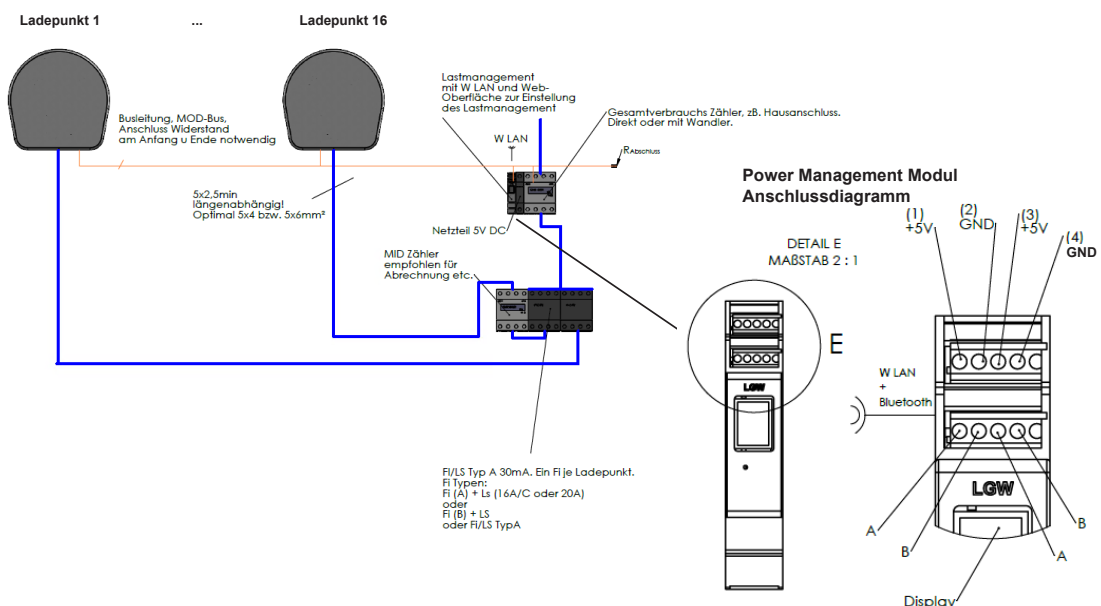 Ladepunkt 1
...
Ladepunkt 16
Lastmanagement
mit W LAN und Web-
Oberfläche zur Einstellung
des Lastmanagement
Gesamtverbrauchs Zähler, zB. Hausanschluss.
Direkt oder mit Wandler.
Busleitung, MOD-Bus,
Anschluss Widerstand
am Anfang u Ende notwendig
W LAN
RAbschluss
5x2,5min
längenabhängig!
Optimal 5x4 bzw. 5x6mm²
Netzteil 5V DC
MID Zähler
empfohlen für
Abrechnung etc.
FI/LS Typ A 30mA. Ein Fi je Ladepunkt.
Fi Typen:
Fi (A) + Ls (16A/C oder 20A)
oder
Fi (B) + LS
oder Fi/LS TypA
Power Management Modul
Anschlussdiagramm
(1)
+5V
(2)
GND
(3)
+5V
(4)
GND
DETAIL E
MAßSTAB 2 : 1
E
LGW
W LAN
+
Bluetooth
LGW
A
B
A
B
Display